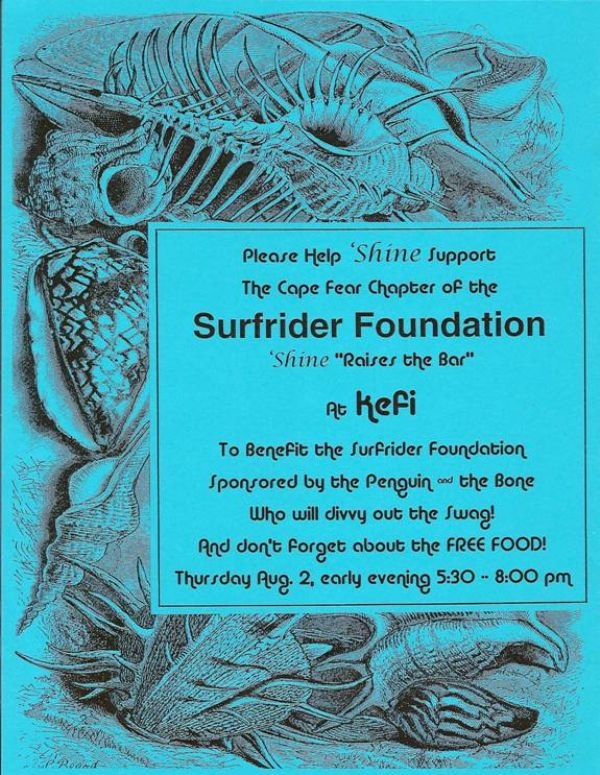 Please Help 'Shine Support
The Cape Fear Chapter of the
Surfrider Foundation
'Shine "Raises the Bar"
At Kefi
To Benefit the Surfrider Foundation
Sponsored by the Penguin and the Bone
Who will divvy out the Swag!
And don't forget about the FREE FOOD!
Thursday Aug. 2, early evening 5:30 -- 8:00 pm